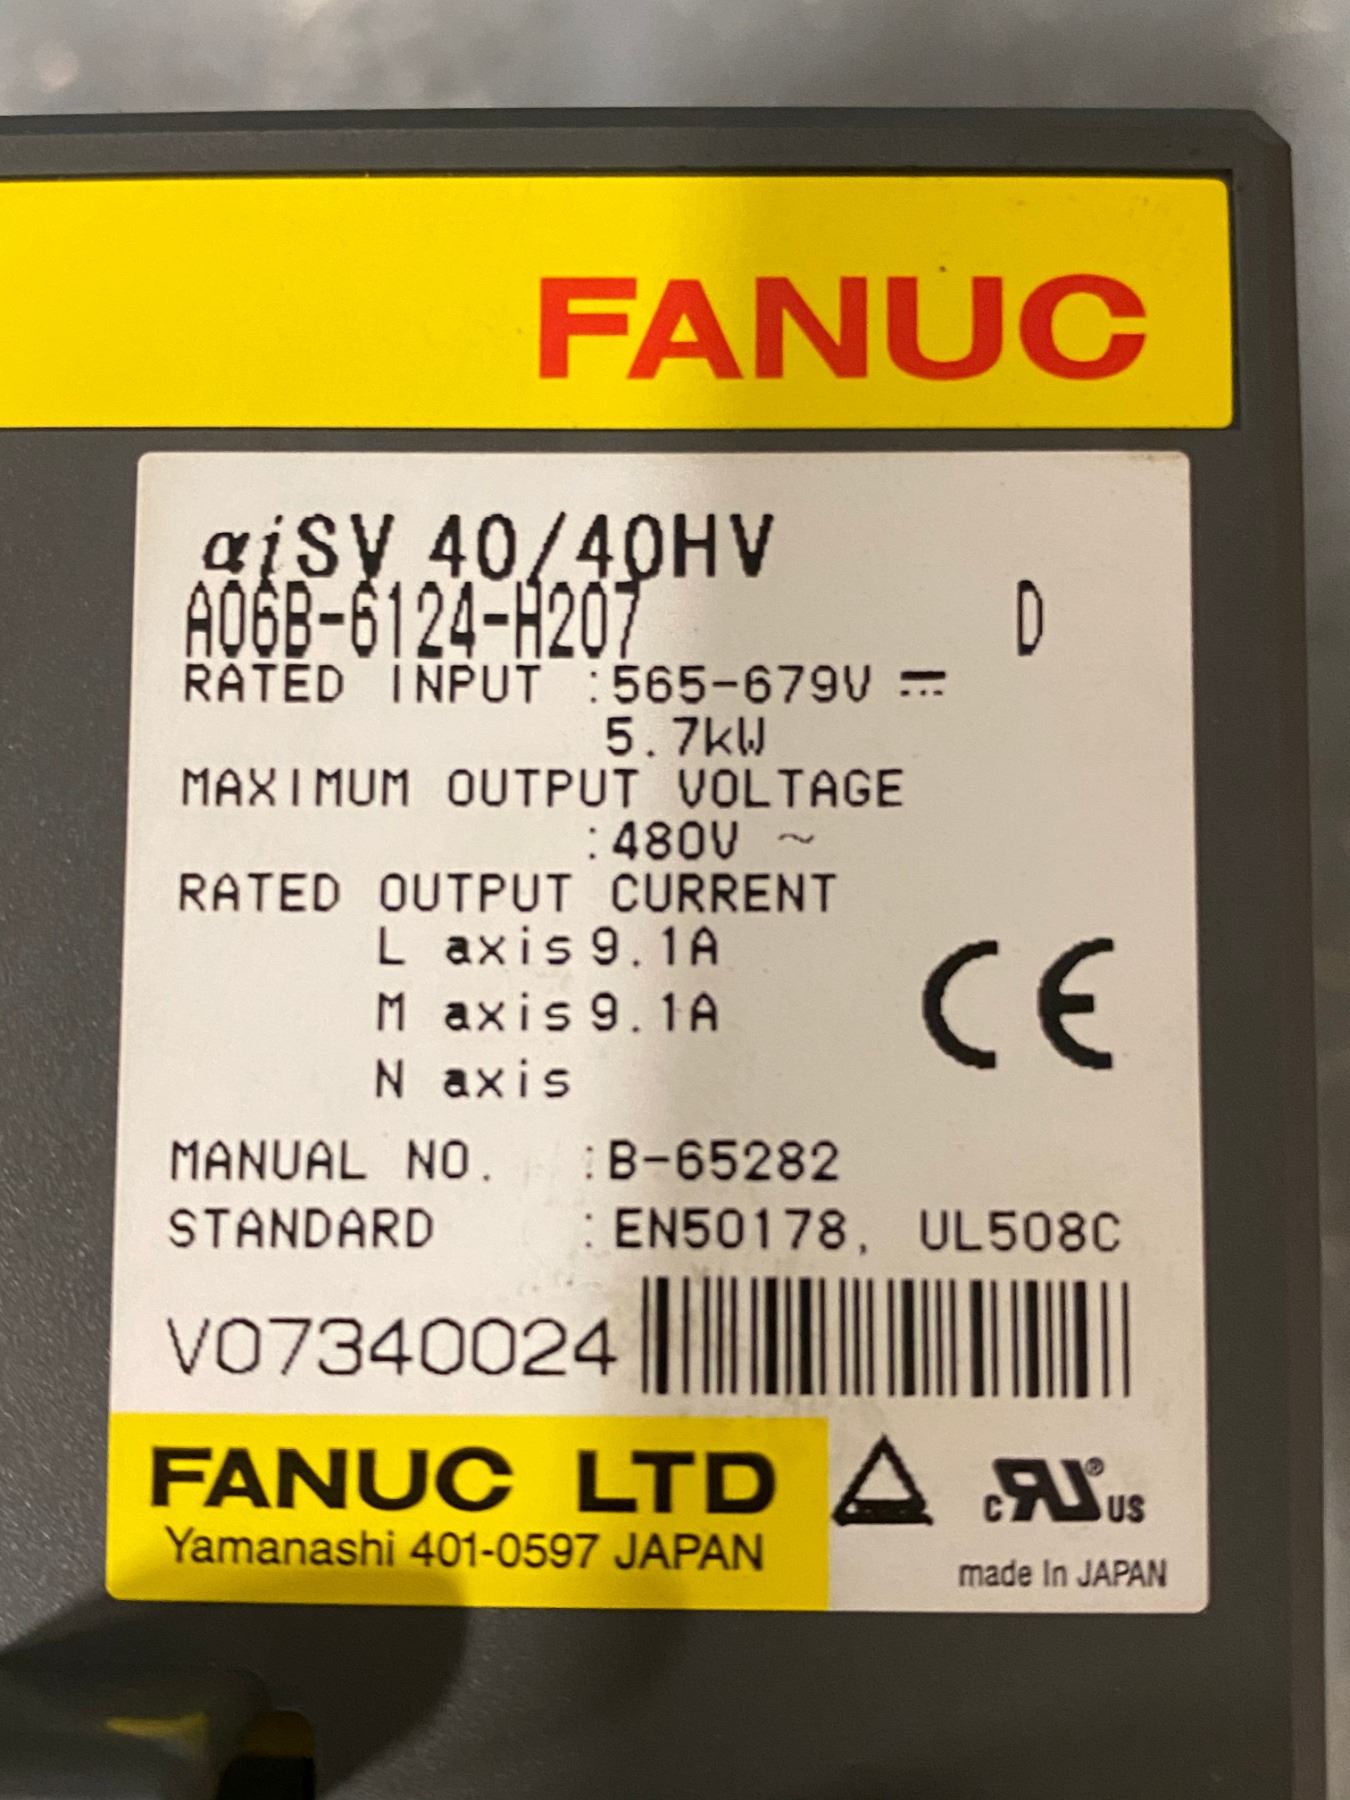 FANUC
αiSV 40/40HV
A06B-6124-H207 D
RATED INPUT :565-679V ⎓
5.7kW
MAXIMUM OUTPUT VOLTAGE
:480V ~
RATED OUTPUT CURRENT
L axis 9.1A
M axis 9.1A
N axis
CE
MANUAL NO. :B-65282
STANDARD :EN50178, UL508C
V07340024
FANUC LTD
Yamanashi 401-0597 JAPAN
c RU ® US
made In JAPAN